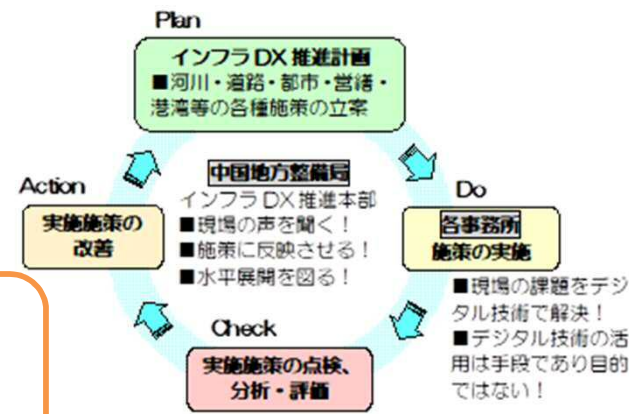 Plan
インフラDX推進計画
■河川・道路・都市・営繕・
港湾等の各種施策の立案
中国地方整備局
インフラDX推進本部
■現場の声を聞く！
■施策に反映させる！
■水平展開を図る！
Do
各事務所
施策の実施
■現場の課題をデジ
タル技術で解決！
■デジタル技術の活
用は手段であり目的
ではない！
Check
実施施策の点検、
分析・評価
Action
実施施策の
改善